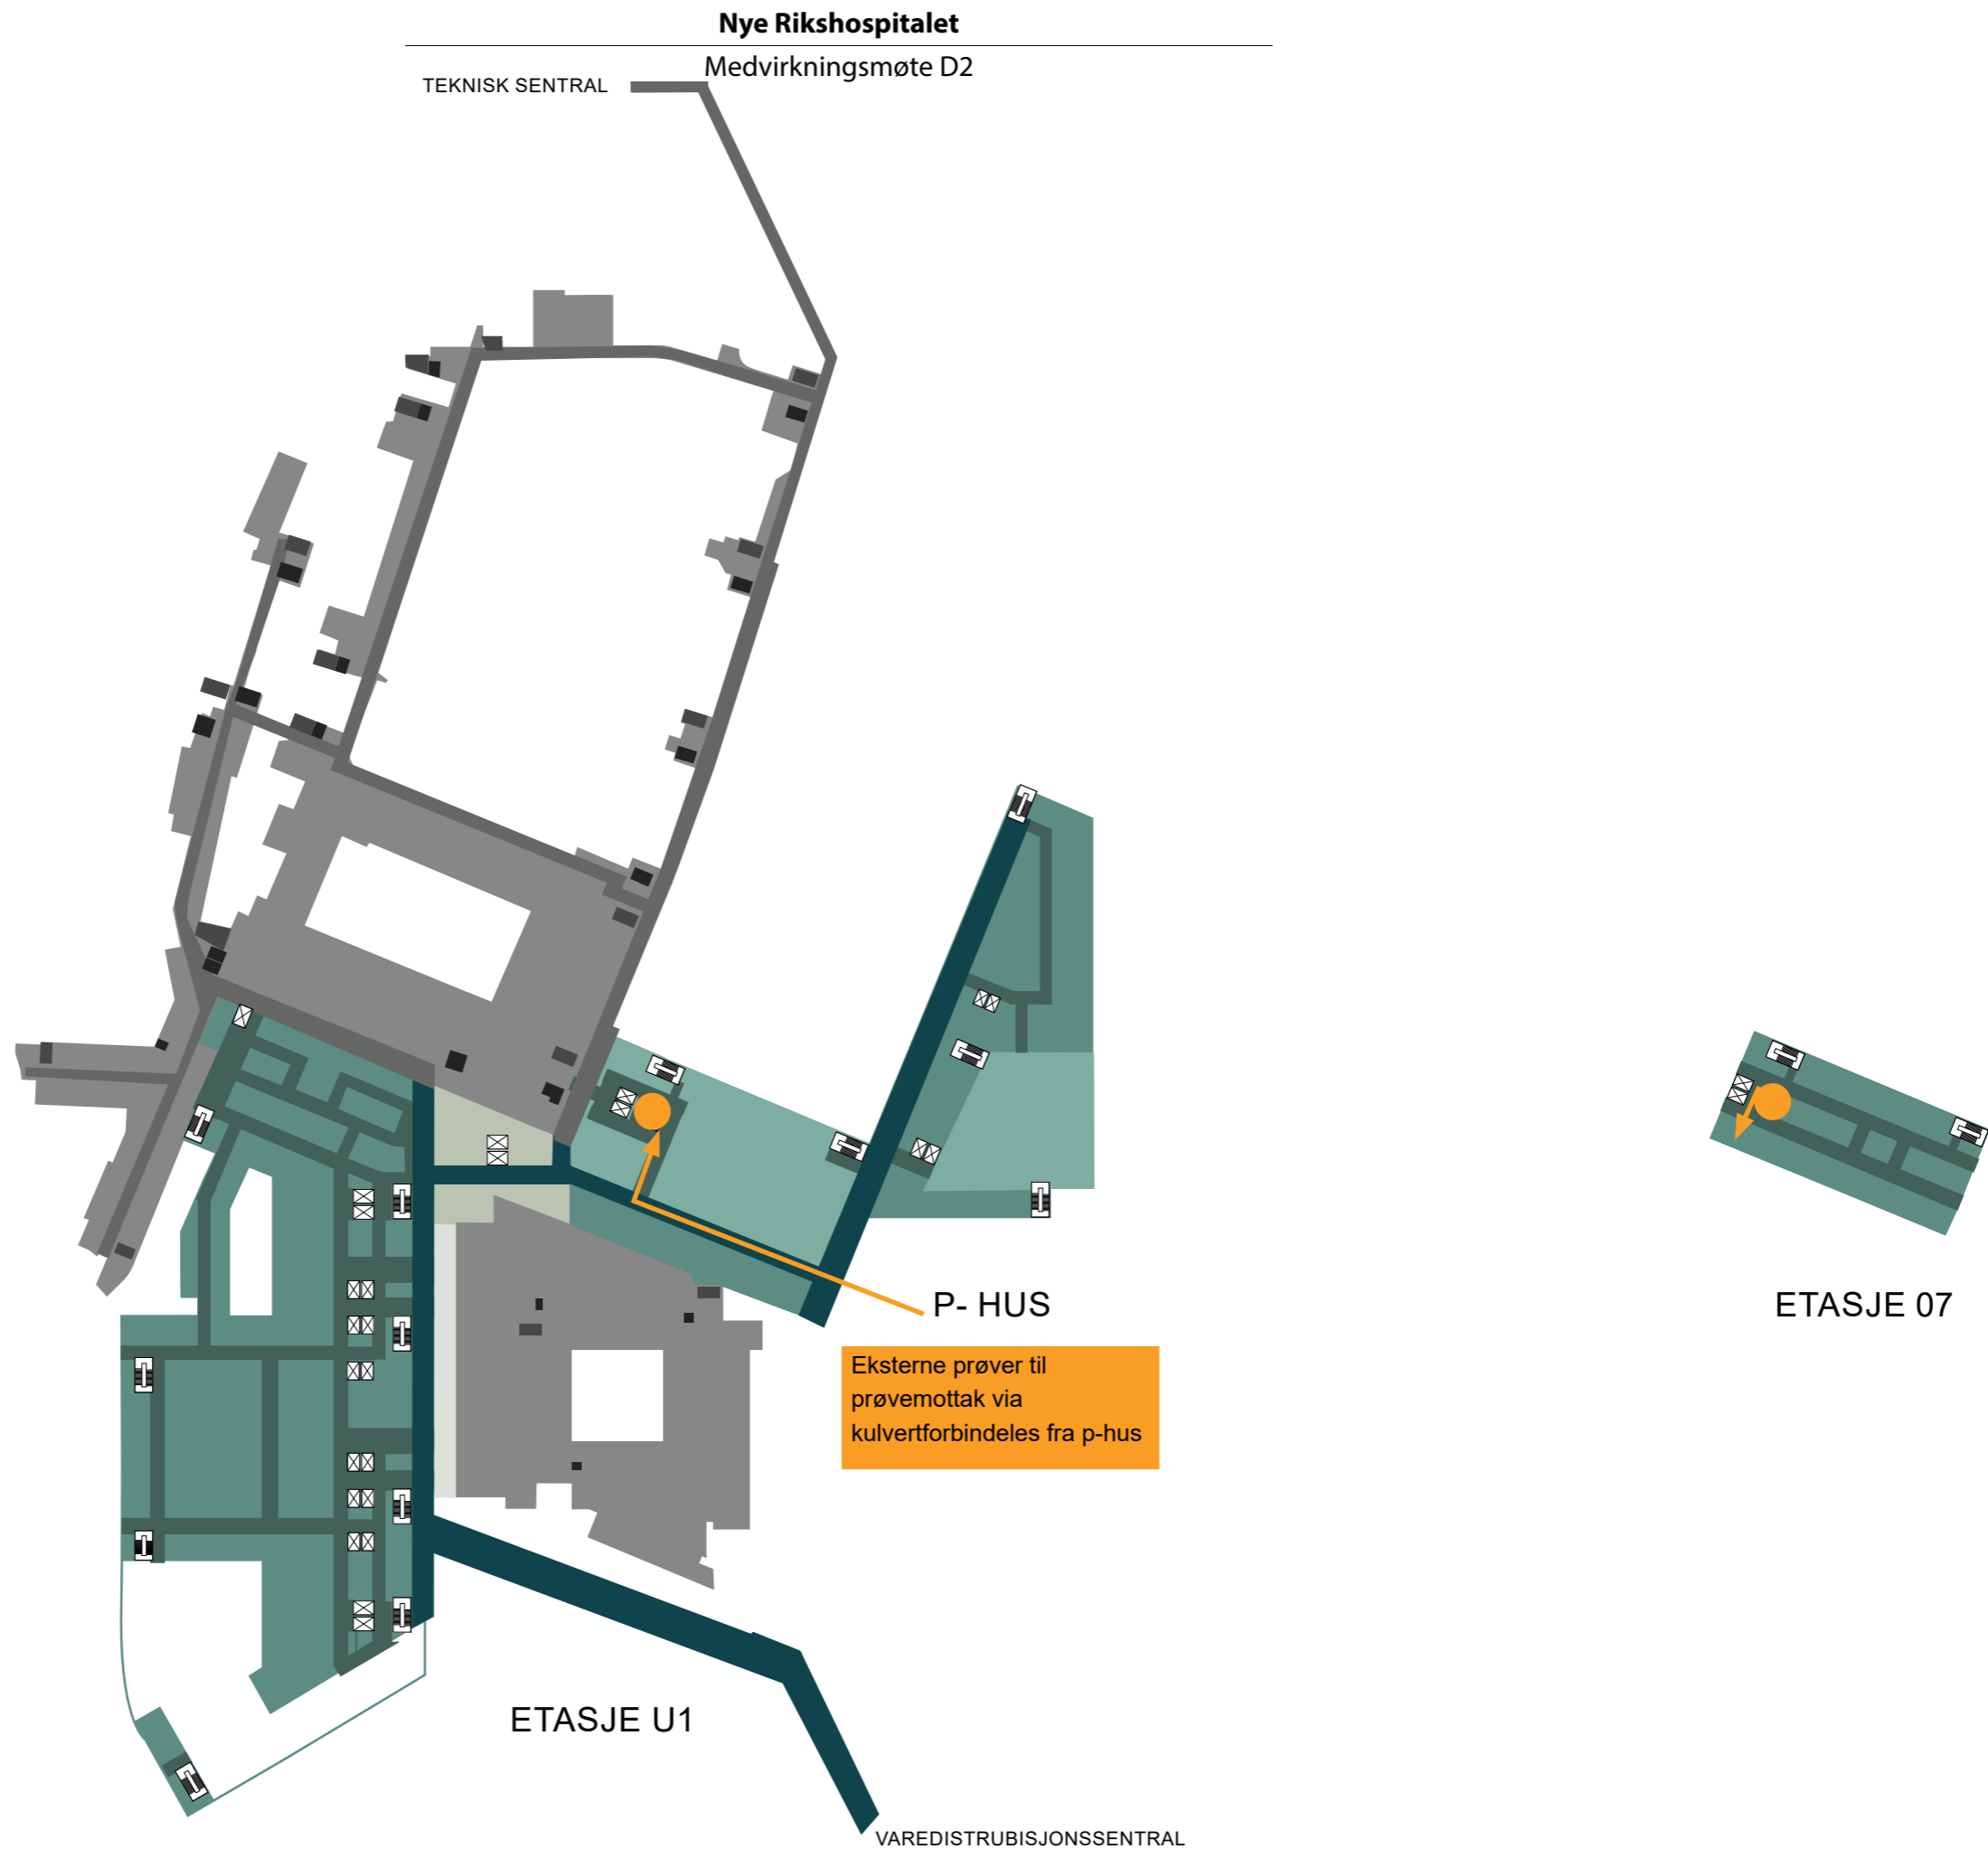 Nye Rikshospitalet
Medvirkningsmøte D2
TEKNISK SENTRAL
P- HUS
ETASJE 07
Eksterne prøver til
prøvemottak via
kulvertforbindeles fra p-hus
ETASJE U1
VAREDISTRUBISJONSSENTRAL